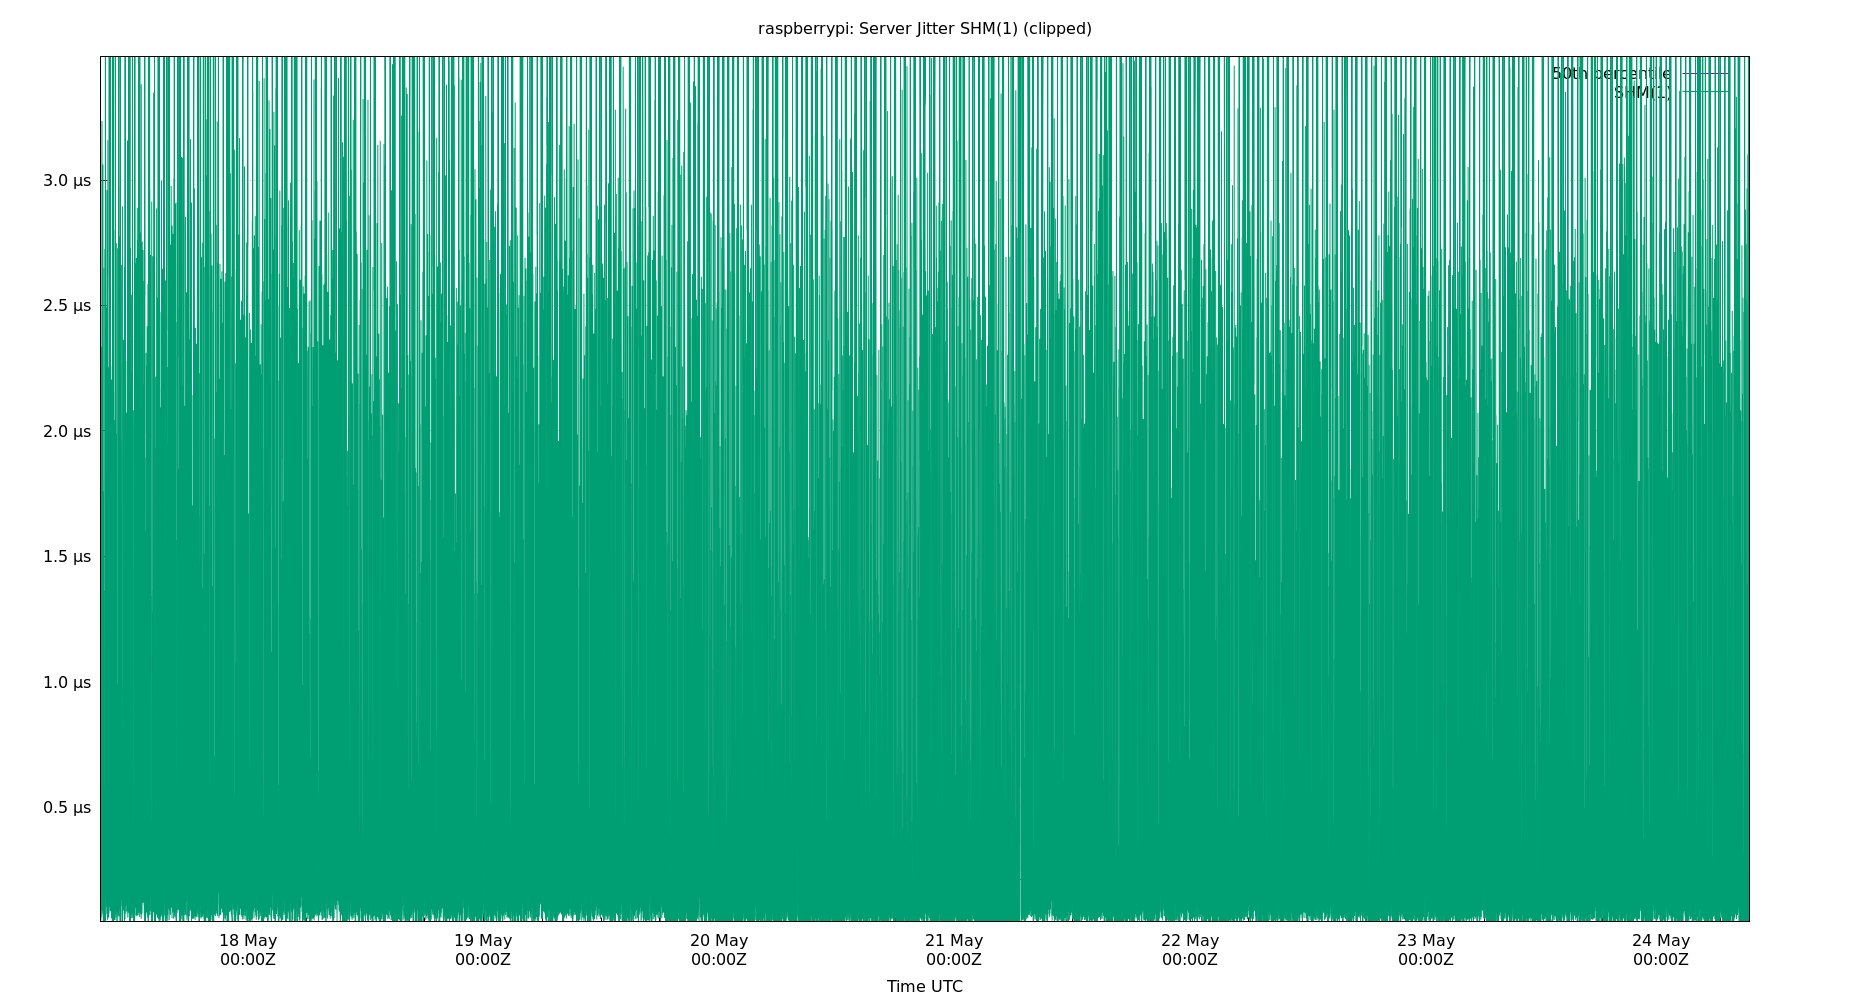 raspberrypi: Server Jitter SHM(1) (clipped)
50th percentile
SHM(1)
3.0 µs
2.5 µs
2.0 µs
1.5 µs
1.0 µs
0.5 µs
18 May 19 May 20 May 21 May 22 May 23 May 24 May
00:00Z 00:00Z 00:00Z 00:00Z 00:00Z 00:00Z 00:00Z
Time UTC